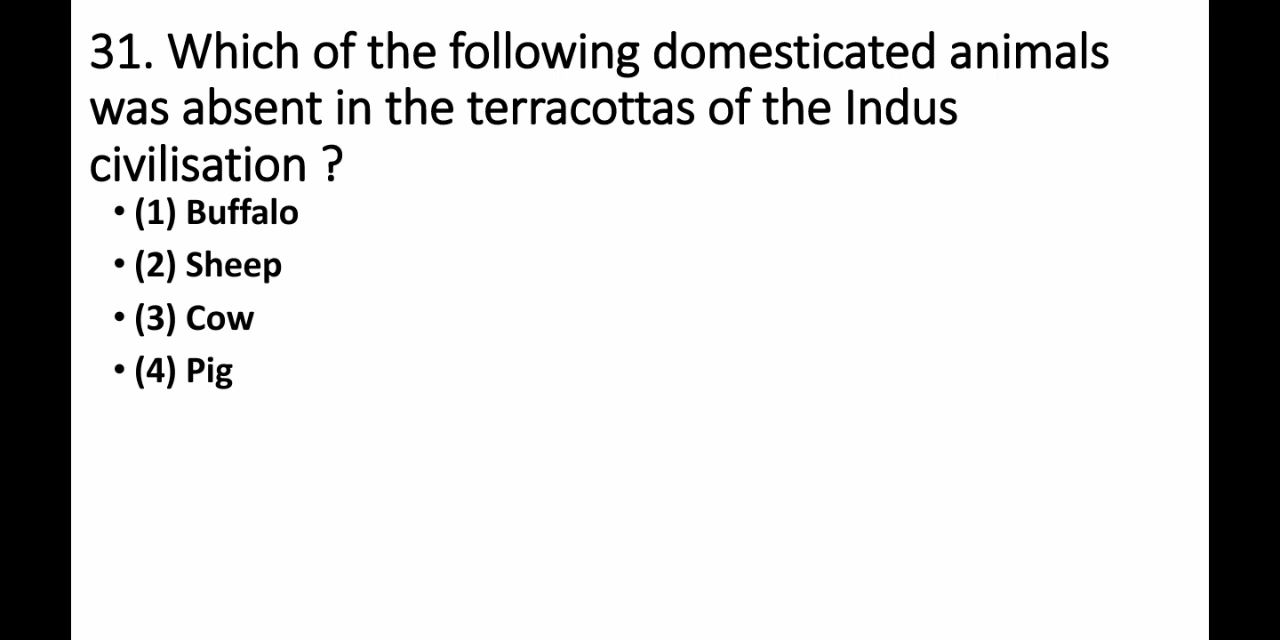 31. Which of the following domesticated animals
was absent in the terracottas of the Indus
civilisation ?
• (1) Buffalo
• (2) Sheep
• (3) Cow
• (4) Pig